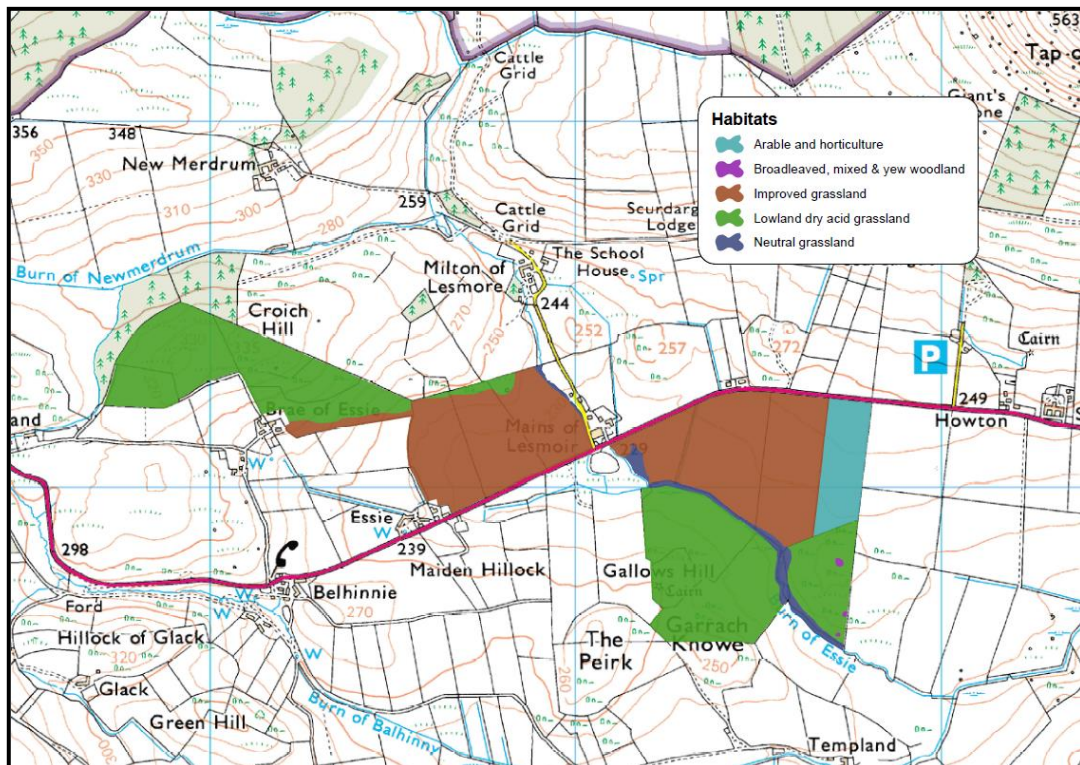 563
Tap o
Cattle
Grid
Giant's
356
348
350
330
310
300
280
New Merdrum
259
Cattle
Grid
Lodge
Habitats
Arable and horticulture
Broadleaved, mixed & yew woodland
Improved grassland
Lowland dry acid grassland
Neutral grassland
Burn of Newmerdrum
The School
House
Spr
Milton of
Lesmore
244
Croich
Hill
270
250
252
257
272
P
Cairn
249
Howton
and
Brae of Essie
Mains of
Lesmoir
W
Essie
W
239
Maiden Hillock
298
Belhinnie
270
Gallows Hill
Cairn
Garrach
Knowe
250
Burn of Essie
Ford
W
W
Hillock of Glack
320
W
Glack
Green Hill
300
Burn of Balhinny
The
Peirk
260
Templand